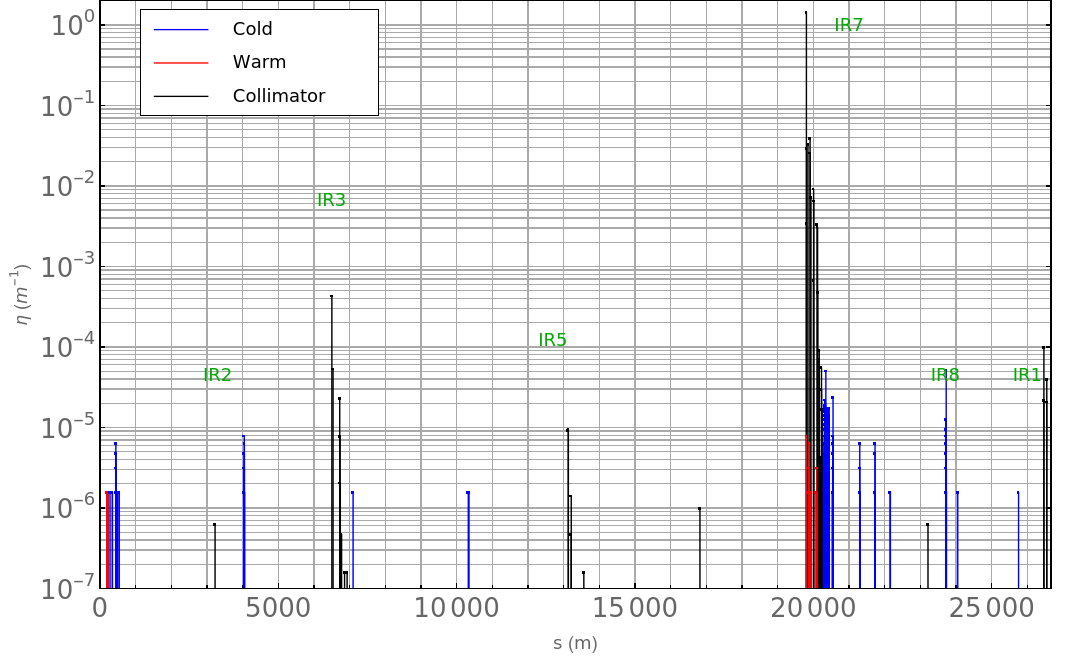 Cold
Warm
Collimator
IR7
IR3
IR5
IR2
IR8
IR1
10^0
10^−1
10^−2
10^−3
10^−4
10^−5
10^−6
10^−7
η (m^−1)
0 5000 10 000 15 000 20 000 25 000
s (m)